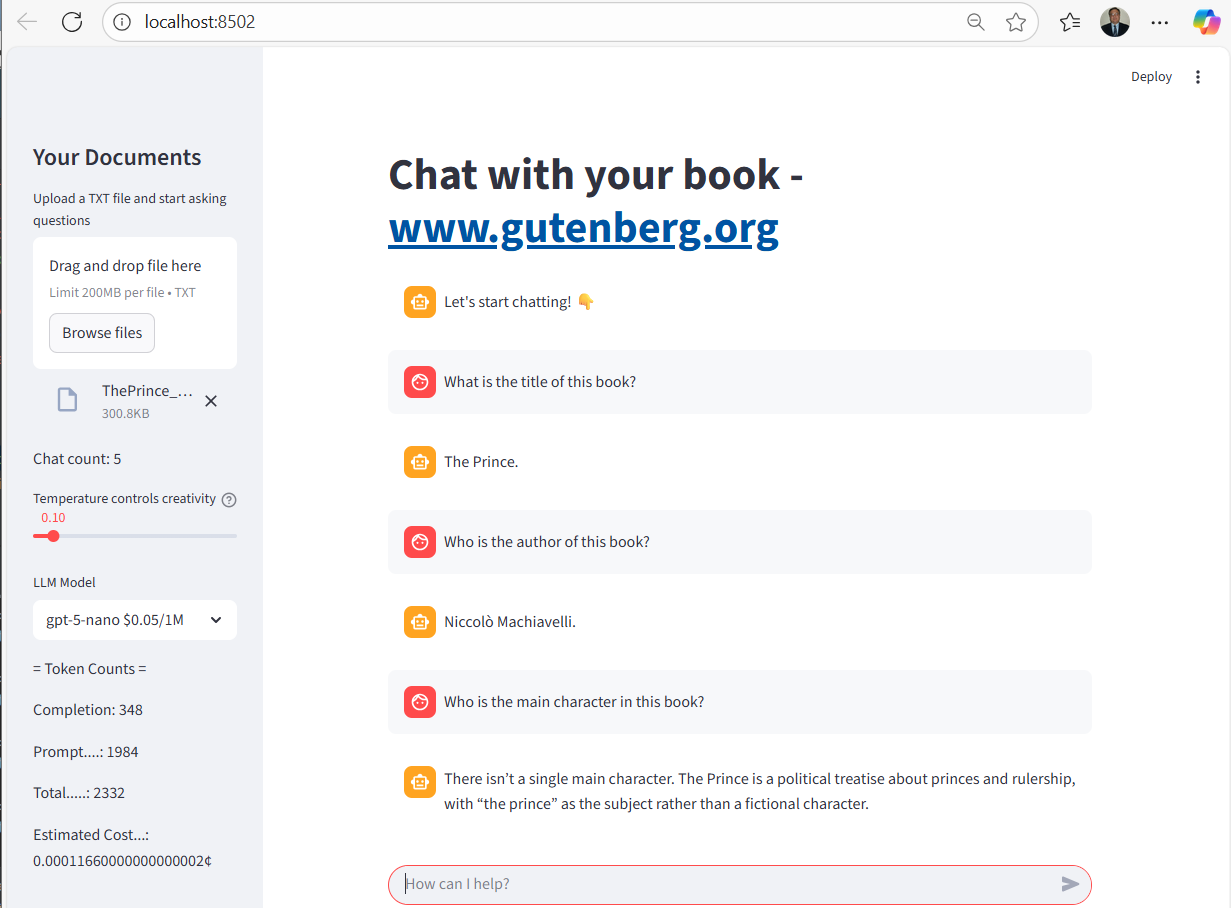 localhost:8502
Deploy
Your Documents
Upload a TXT file and start asking
questions
Drag and drop file here
Limit 200MB per file • TXT
Browse files
ThePrince_...
300.8KB
Chat count: 5
Temperature controls creativity
0.10
LLM Model
gpt-5-nano $0.05/1M
= Token Counts =
Completion: 348
Prompt....: 1984
Total.....: 2332
Estimated Cost...:
0.00011660000000000002¢
Chat with your book -
www.gutenberg.org
Let's start chatting! 👇
What is the title of this book?
The Prince.
Who is the author of this book?
Niccolò Machiavelli.
Who is the main character in this book?
There isn’t a single main character. The Prince is a political treatise about princes and rulership,
with “the prince” as the subject rather than a fictional character.
How can I help?